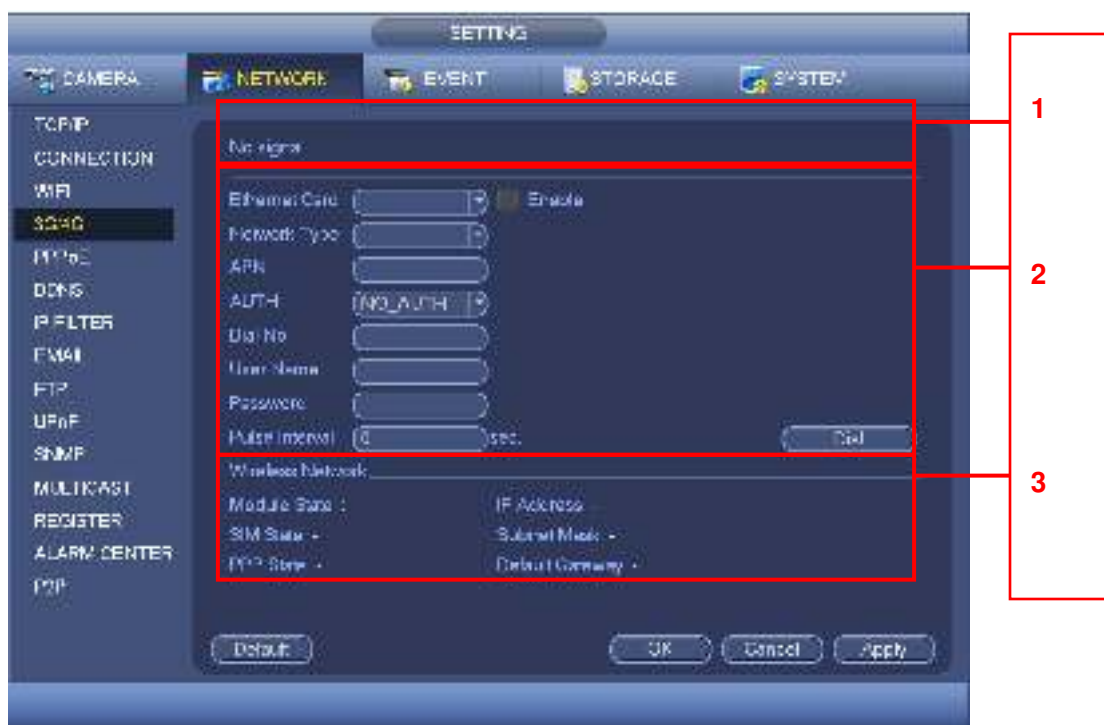 SETTING
CAMERA NETWORK EVENT STORAGE SYSTEM
1
TCP/IP
No signal
CONNECTION
WIFI
Ethernet Card Enable
3G/4G
Network Type
PPPoE
APN
2
DDNS
AUTH NO_AUTH
IP FILTER
Dial No
EMAIL
User Name
FTP
Password
UPnP
Pulse Interval 0 sec. Dial
SNMP
Wireless Network
3
MULTICAST
Module State : IP Address
REGISTER
SIM State Subnet Mask
ALARM CENTER
PPP State Default Gateway
P2P
Default OK Cancel Apply